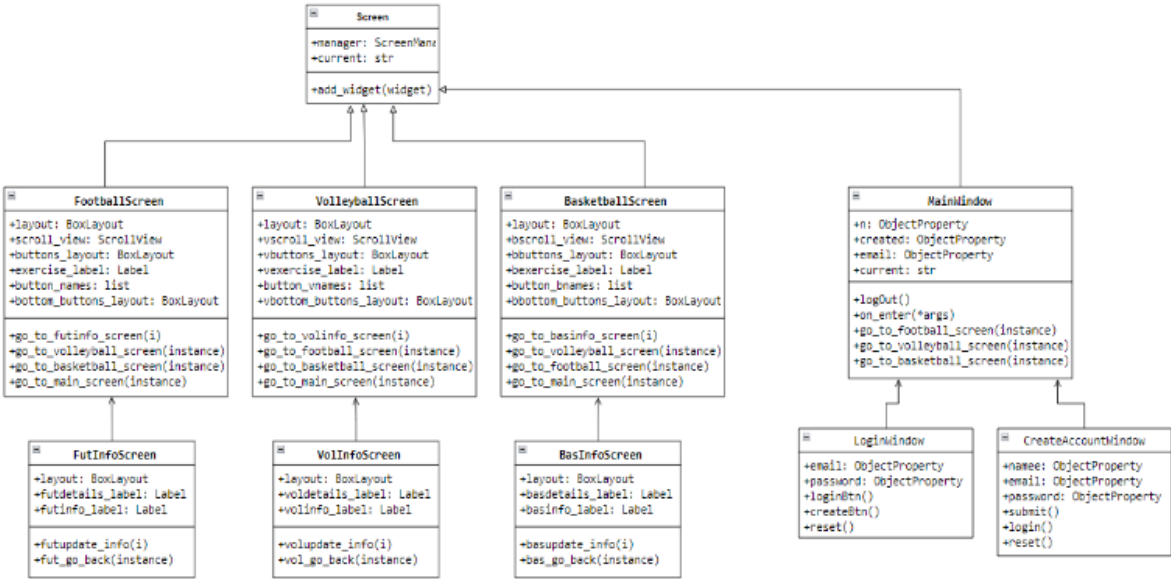 Screen
+manager: ScreenMana
+current: str
+add_widget(widget)
FootballScreen
+layout: BoxLayout
+scroll_view: ScrollView
+buttons_layout: BoxLayout
+exercise_label: Label
+button_names: list
+bottom_buttons_layout: BoxLayout
+go_to_futinfo_screen(i)
+go_to_volleyball_screen(instance)
+go_to_basketball_screen(instance)
+go_to_main_screen(instance)
VolleyballScreen
+layout: BoxLayout
+vscroll_view: ScrollView
+vbuttons_layout: BoxLayout
+vexercise_label: Label
+button_vnames: list
+vbottom_buttons_layout: BoxLayout
+go_to_volinfo_screen(i)
+go_to_football_screen(instance)
+go_to_basketball_screen(instance)
+go_to_main_screen(instance)
BasketballScreen
+layout: BoxLayout
+bscroll_view: ScrollView
+bbuttons_layout: BoxLayout
+bexercise_label: Label
+button_bnames: list
+bbottom_buttons_layout: BoxLayout
+go_to_basinfo_screen(i)
+go_to_volleyball_screen(instance)
+go_to_football_screen(instance)
+go_to_main_screen(instance)
MainWindow
+n: ObjectProperty
+created: ObjectProperty
+email: ObjectProperty
+current: str
+logOut()
+on_enter(*args)
+go_to_football_screen(instance)
+go_to_volleyball_screen(instance)
+go_to_basketball_screen(instance)
FutInfoScreen
+layout: BoxLayout
+futdetails_label: Label
+futinfo_label: Label
+futupdate_info(i)
+fut_go_back(instance)
VolInfoScreen
+layout: BoxLayout
+voldetails_label: Label
+volinfo_label: Label
+volupdate_info(i)
+vol_go_back(instance)
BasInfoScreen
+layout: BoxLayout
+basdetails_label: Label
+basinfo_label: Label
+basupdate_info(i)
+bas_go_back(instance)
LoginWindow
+email: ObjectProperty
+password: ObjectProperty
+loginBtn()
+createBtn()
+reset()
CreateAccountWindow
+namee: ObjectProperty
+email: ObjectProperty
+password: ObjectProperty
+submit()
+login()
+reset()